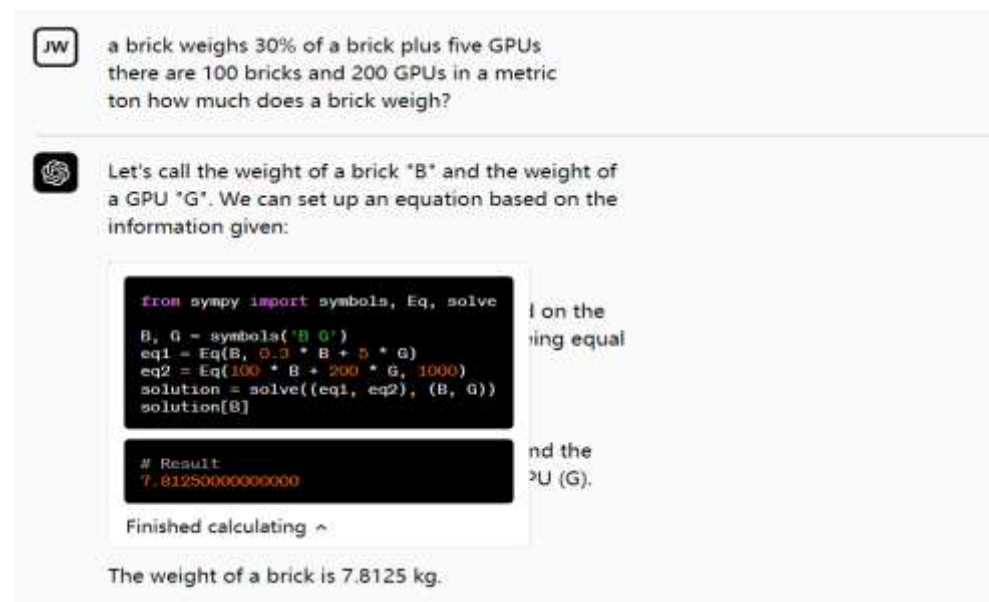 JW
a brick weighs 30% of a brick plus five GPUs
there are 100 bricks and 200 GPUs in a metric
ton how much does a brick weigh?
Let's call the weight of a brick "B" and the weight of
a GPU "G". We can set up an equation based on the
information given:
from sympy import symbols, Eq, solve
B, G = symbols('B G')
eq1 = Eq(B, 0.3 * B + 5 * G)
eq2 = Eq(100 * B + 200 * G, 1000)
solution = solve((eq1, eq2), (B, G))
solution[B]
d on the
ing equal
# Result
7.81250000000000
nd the
PU (G).
Finished calculating ^
The weight of a brick is 7.8125 kg.